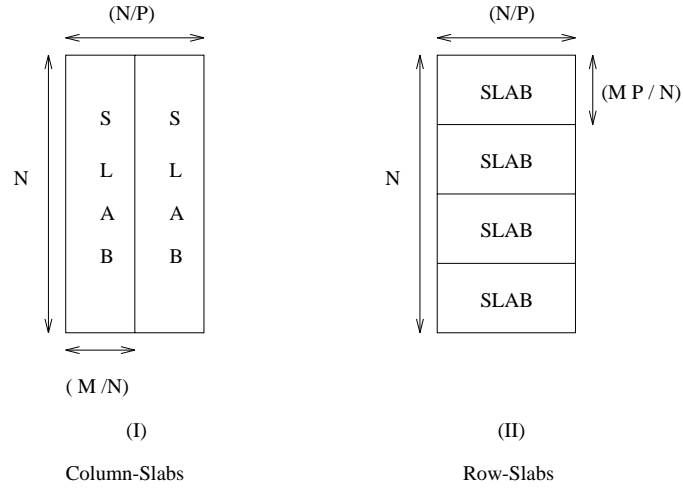 (N/P)
N
S
L
A
B
S
L
A
B
( M /N)
(I)
Column-Slabs
(N/P)
N
SLAB
SLAB
SLAB
SLAB
(M P / N)
(II)
Row-Slabs